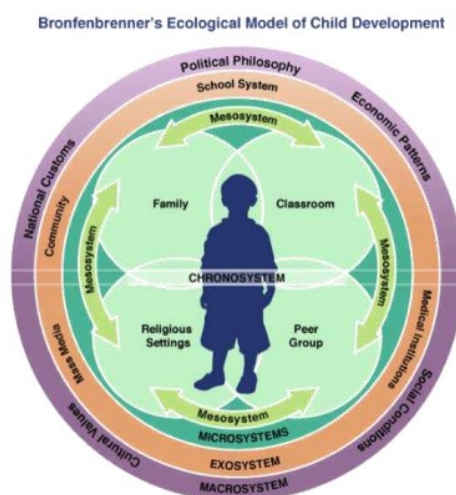 Bronfenbrenner's Ecological Model of Child Development
Political Philosophy
School System
Economic Patterns
National Customs
Community
Mesosystem
Family
Classroom
Mesosystem
Mesosystem
CHRONOSYSTEM
Religious
Settings
Peer
Group
Mass Media
Medical Institutions
Cultural Values
Social Conditions
Mesosystem
MICROSYSTEMS
EXOSYSTEM
MACROSYSTEM